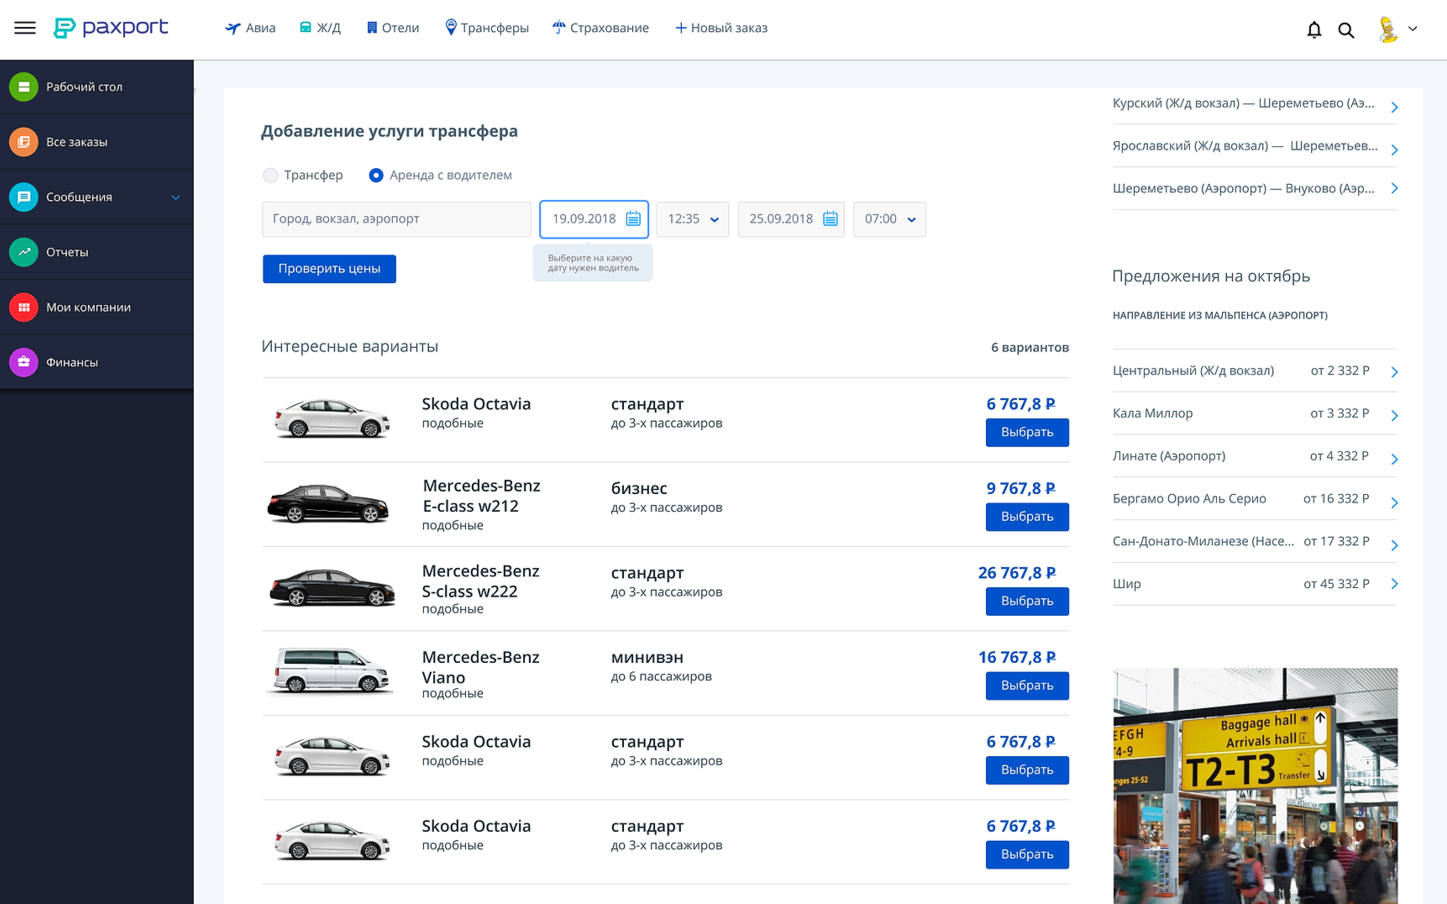 paxport
Авиа
Ж/Д
Отели
Трансферы
Страхование
Новый заказ
Рабочий стол
Все заказы
Сообщения
Отчеты
Мои компании
Финансы
Добавление услуги трансфера
Трансфер
Аренда с водителем
Город, вокзал, аэропорт
19.09.2018
12:35
25.09.2018
07:00
Выберите на какую
дату нужен водитель
Проверить цены
Интересные варианты
6 вариантов
Skoda Octavia
подобные
стандарт
до 3-х пассажиров
6 767,8 ₽
Выбрать
Mercedes-Benz
E-class w212
подобные
бизнес
до 3-х пассажиров
9 767,8 ₽
Выбрать
Mercedes-Benz
S-class w222
подобные
стандарт
до 3-х пассажиров
26 767,8 ₽
Выбрать
Mercedes-Benz
Viano
подобные
минивэн
до 6 пассажиров
16 767,8 ₽
Выбрать
Skoda Octavia
подобные
стандарт
до 3-х пассажиров
6 767,8 ₽
Выбрать
Skoda Octavia
подобные
стандарт
до 3-х пассажиров
6 767,8 ₽
Выбрать
Курский (Ж/д вокзал) — Шереметьево (Аэ...
Ярославский (Ж/д вокзал) — Шереметьев...
Шереметьево (Аэропорт) — Внуково (Аэр...
Предложения на октябрь
НАПРАВЛЕНИЕ ИЗ МАЛЬПЕНСА (АЭРОПОРТ)
Центральный (Ж/д вокзал) от 2 332 Р
Кала Миллор от 3 332 Р
Линате (Аэропорт) от 4 332 Р
Бергамо Орио Аль Серио от 16 332 Р
Сан-Донато-Миланезе (Насе... от 17 332 Р
Шир от 45 332 Р
Baggage hall
Arrivals hall
T2-T3
Transfer
EFGH
T4-9
nges 25-52